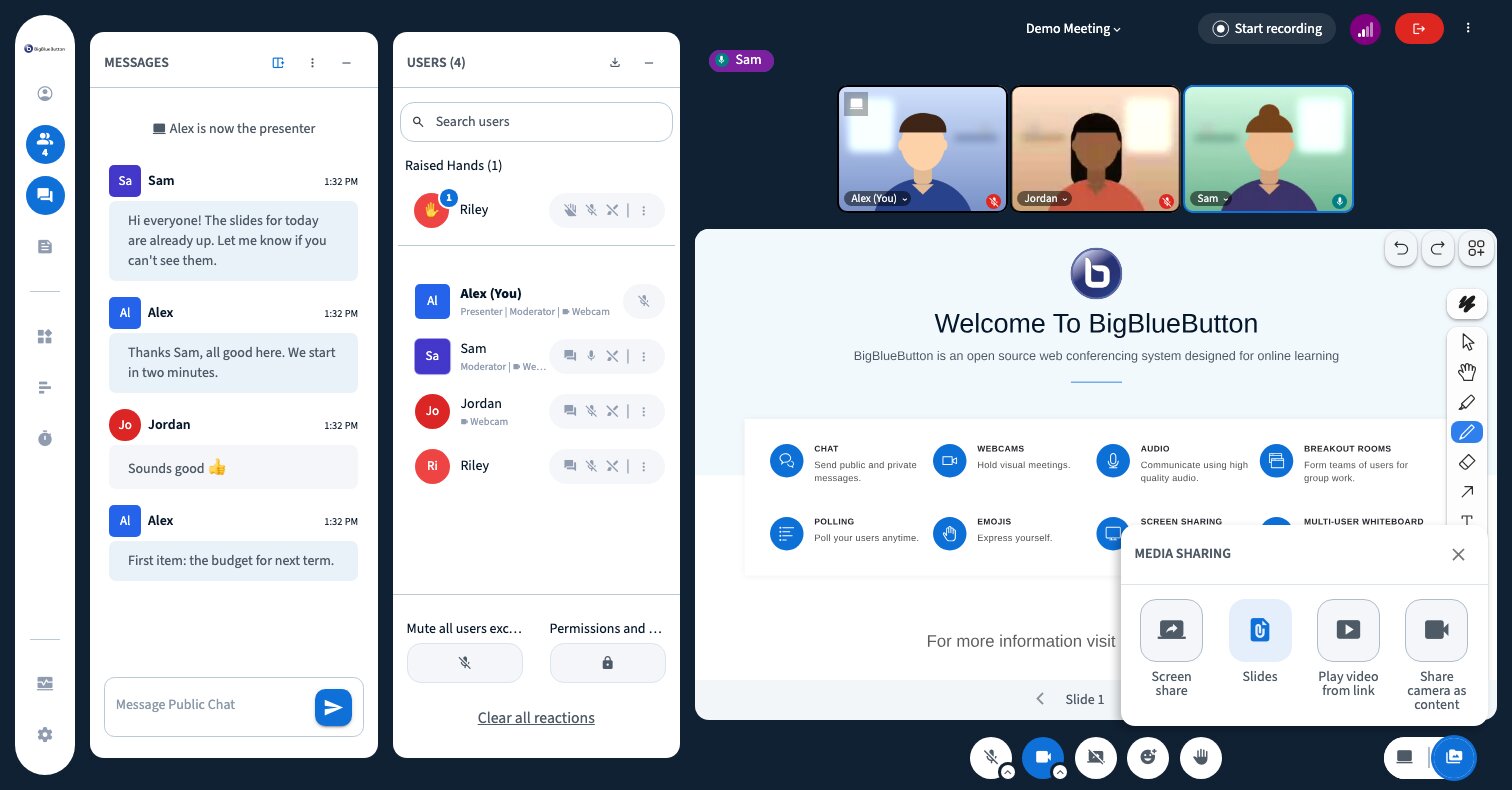 BigBlueButton
4
MESSAGES
Alex is now the presenter
Sa
Sam
1:32 PM
Hi everyone! The slides for today
are already up. Let me know if you
can't see them.
Al
Alex
1:32 PM
Thanks Sam, all good here. We start
in two minutes.
Jo
Jordan
1:32 PM
Sounds good 👍
Al
Alex
1:32 PM
First item: the budget for next term.
Message Public Chat
USERS (4)
Search users
Raised Hands (1)
1
Riley
Al
Alex (You)
Presenter | Moderator | Webcam
Sa
Sam
Moderator | We...
Jo
Jordan
Webcam
Ri
Riley
Mute all users exc...
Permissions and ...
Clear all reactions
Demo Meeting
Start recording
Sam
Alex (You)
Jordan
Sam
Welcome To BigBlueButton
BigBlueButton is an open source web conferencing system designed for online learning
CHAT
Send public and private
messages.
WEBCAMS
Hold visual meetings.
AUDIO
Communicate using high
quality audio.
BREAKOUT ROOMS
Form teams of users for
group work.
POLLING
Poll your users anytime.
EMOJIS
Express yourself.
SCREEN SHARING
MULTI-USER WHITEBOARD
For more information visit
Slide 1
MEDIA SHARING
Screen
share
Slides
Play video
from link
Share
camera as
content